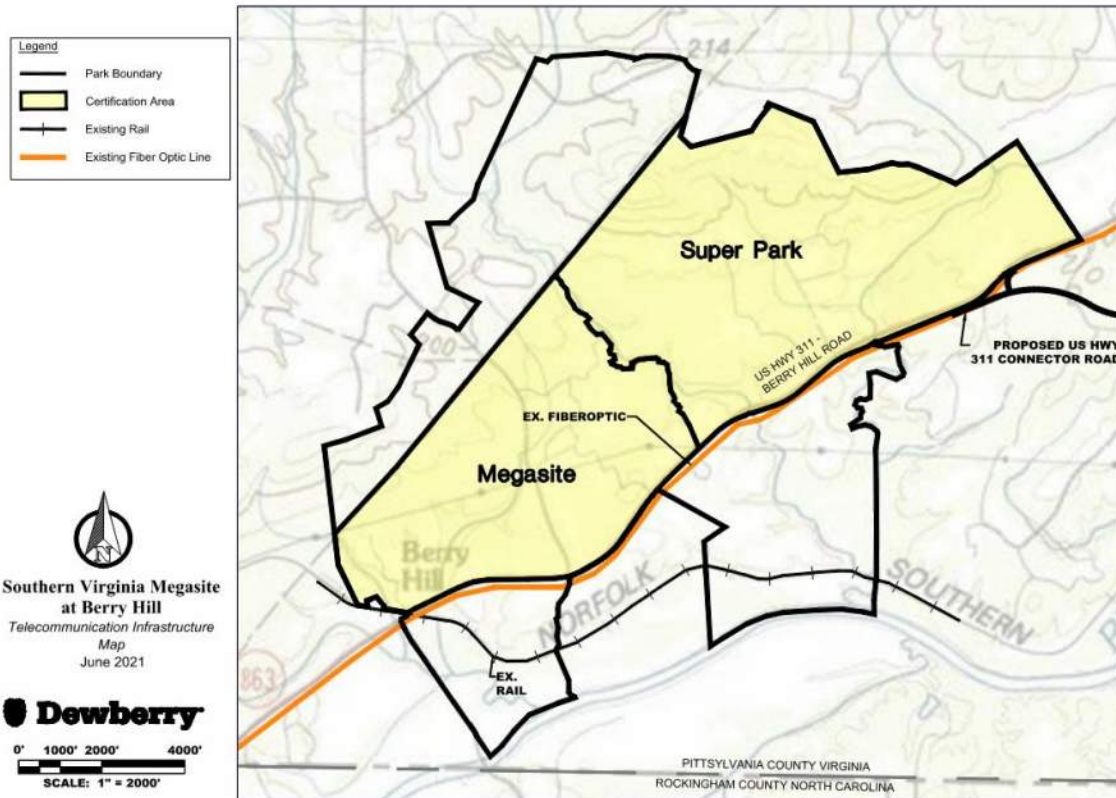 Legend
Park Boundary
Certification Area
Existing Rail
Existing Fiber Optic Line
Southern Virginia Megasite
at Berry Hill
Telecommunication Infrastructure
Map
June 2021
Dewberry
0' 1000' 2000' 4000'
SCALE: 1" = 2000'
214
Super Park
210
PROPOSED US HWY
311 CONNECTOR ROAD
US HWY 311 -
BERRY HILL ROAD
200
EX. FIBEROPTIC
Megasite
Berry
Hill
NORFOLK SOUTHERN
EX.
RAIL
863
N
PITTSYLVANIA COUNTY VIRGINIA
ROCKINGHAM COUNTY NORTH CAROLINA